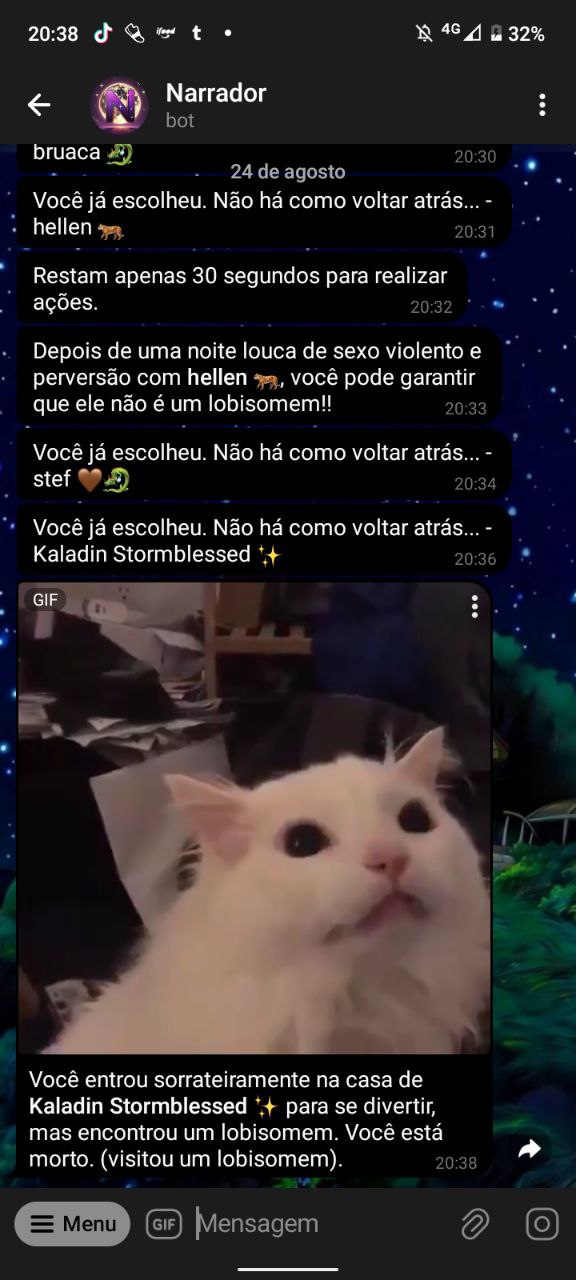 20:38
ifood
t
4G
32%
N
Narrador
bot
bruaca 🐉
20:30
24 de agosto
Você já escolheu. Não há como voltar atrás... -
hellen 🐅
20:31
Restam apenas 30 segundos para realizar
ações.
20:32
Depois de uma noite louca de sexo violento e
perversão com hellen 🐅, você pode garantir
que ele não é um lobisomem!!
20:33
Você já escolheu. Não há como voltar atrás... -
stef 🤎🐉
20:34
Você já escolheu. Não há como voltar atrás... -
Kaladin Stormblessed ✨
20:36
GIF
Você entrou sorrateiramente na casa de
Kaladin Stormblessed ✨ para se divertir,
mas encontrou um lobisomem. Você está
morto. (visitou um lobisomem).
20:38
Menu
GIF
Mensagem